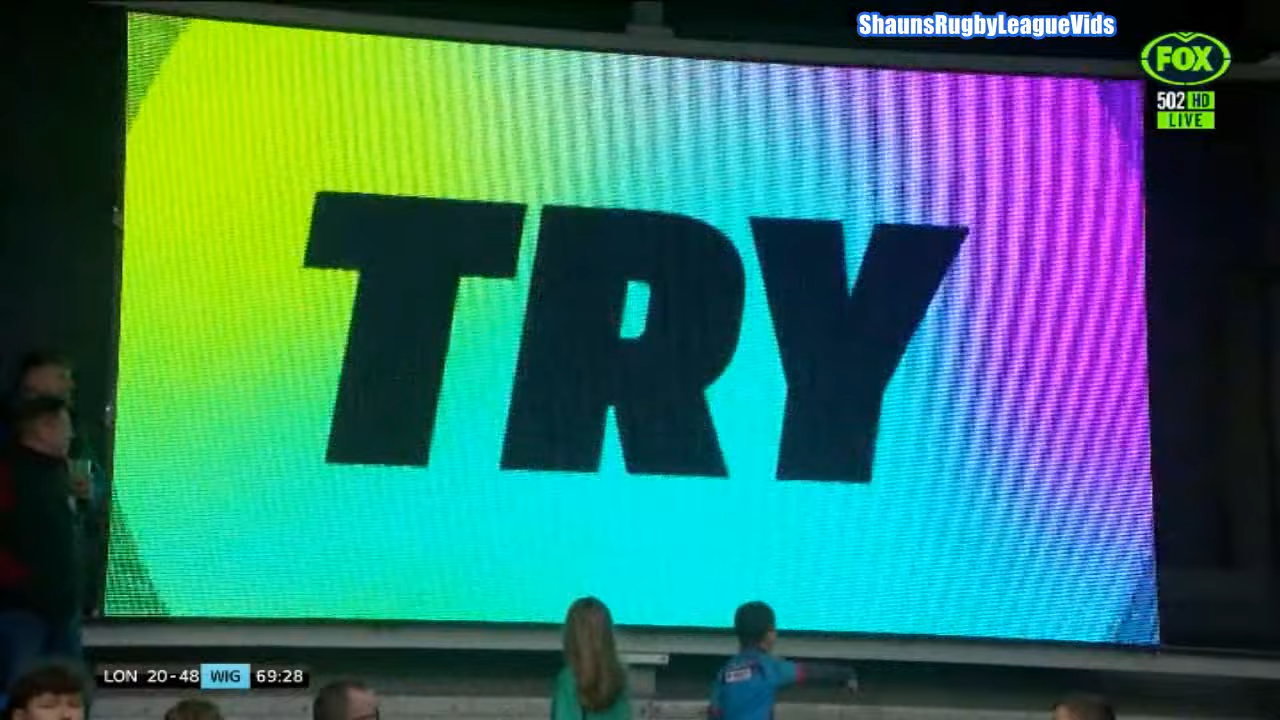 ShaunsRugbyLeagueVids
FOX
502 HD
LIVE
TRY
LON 20-48 WIG 69:28